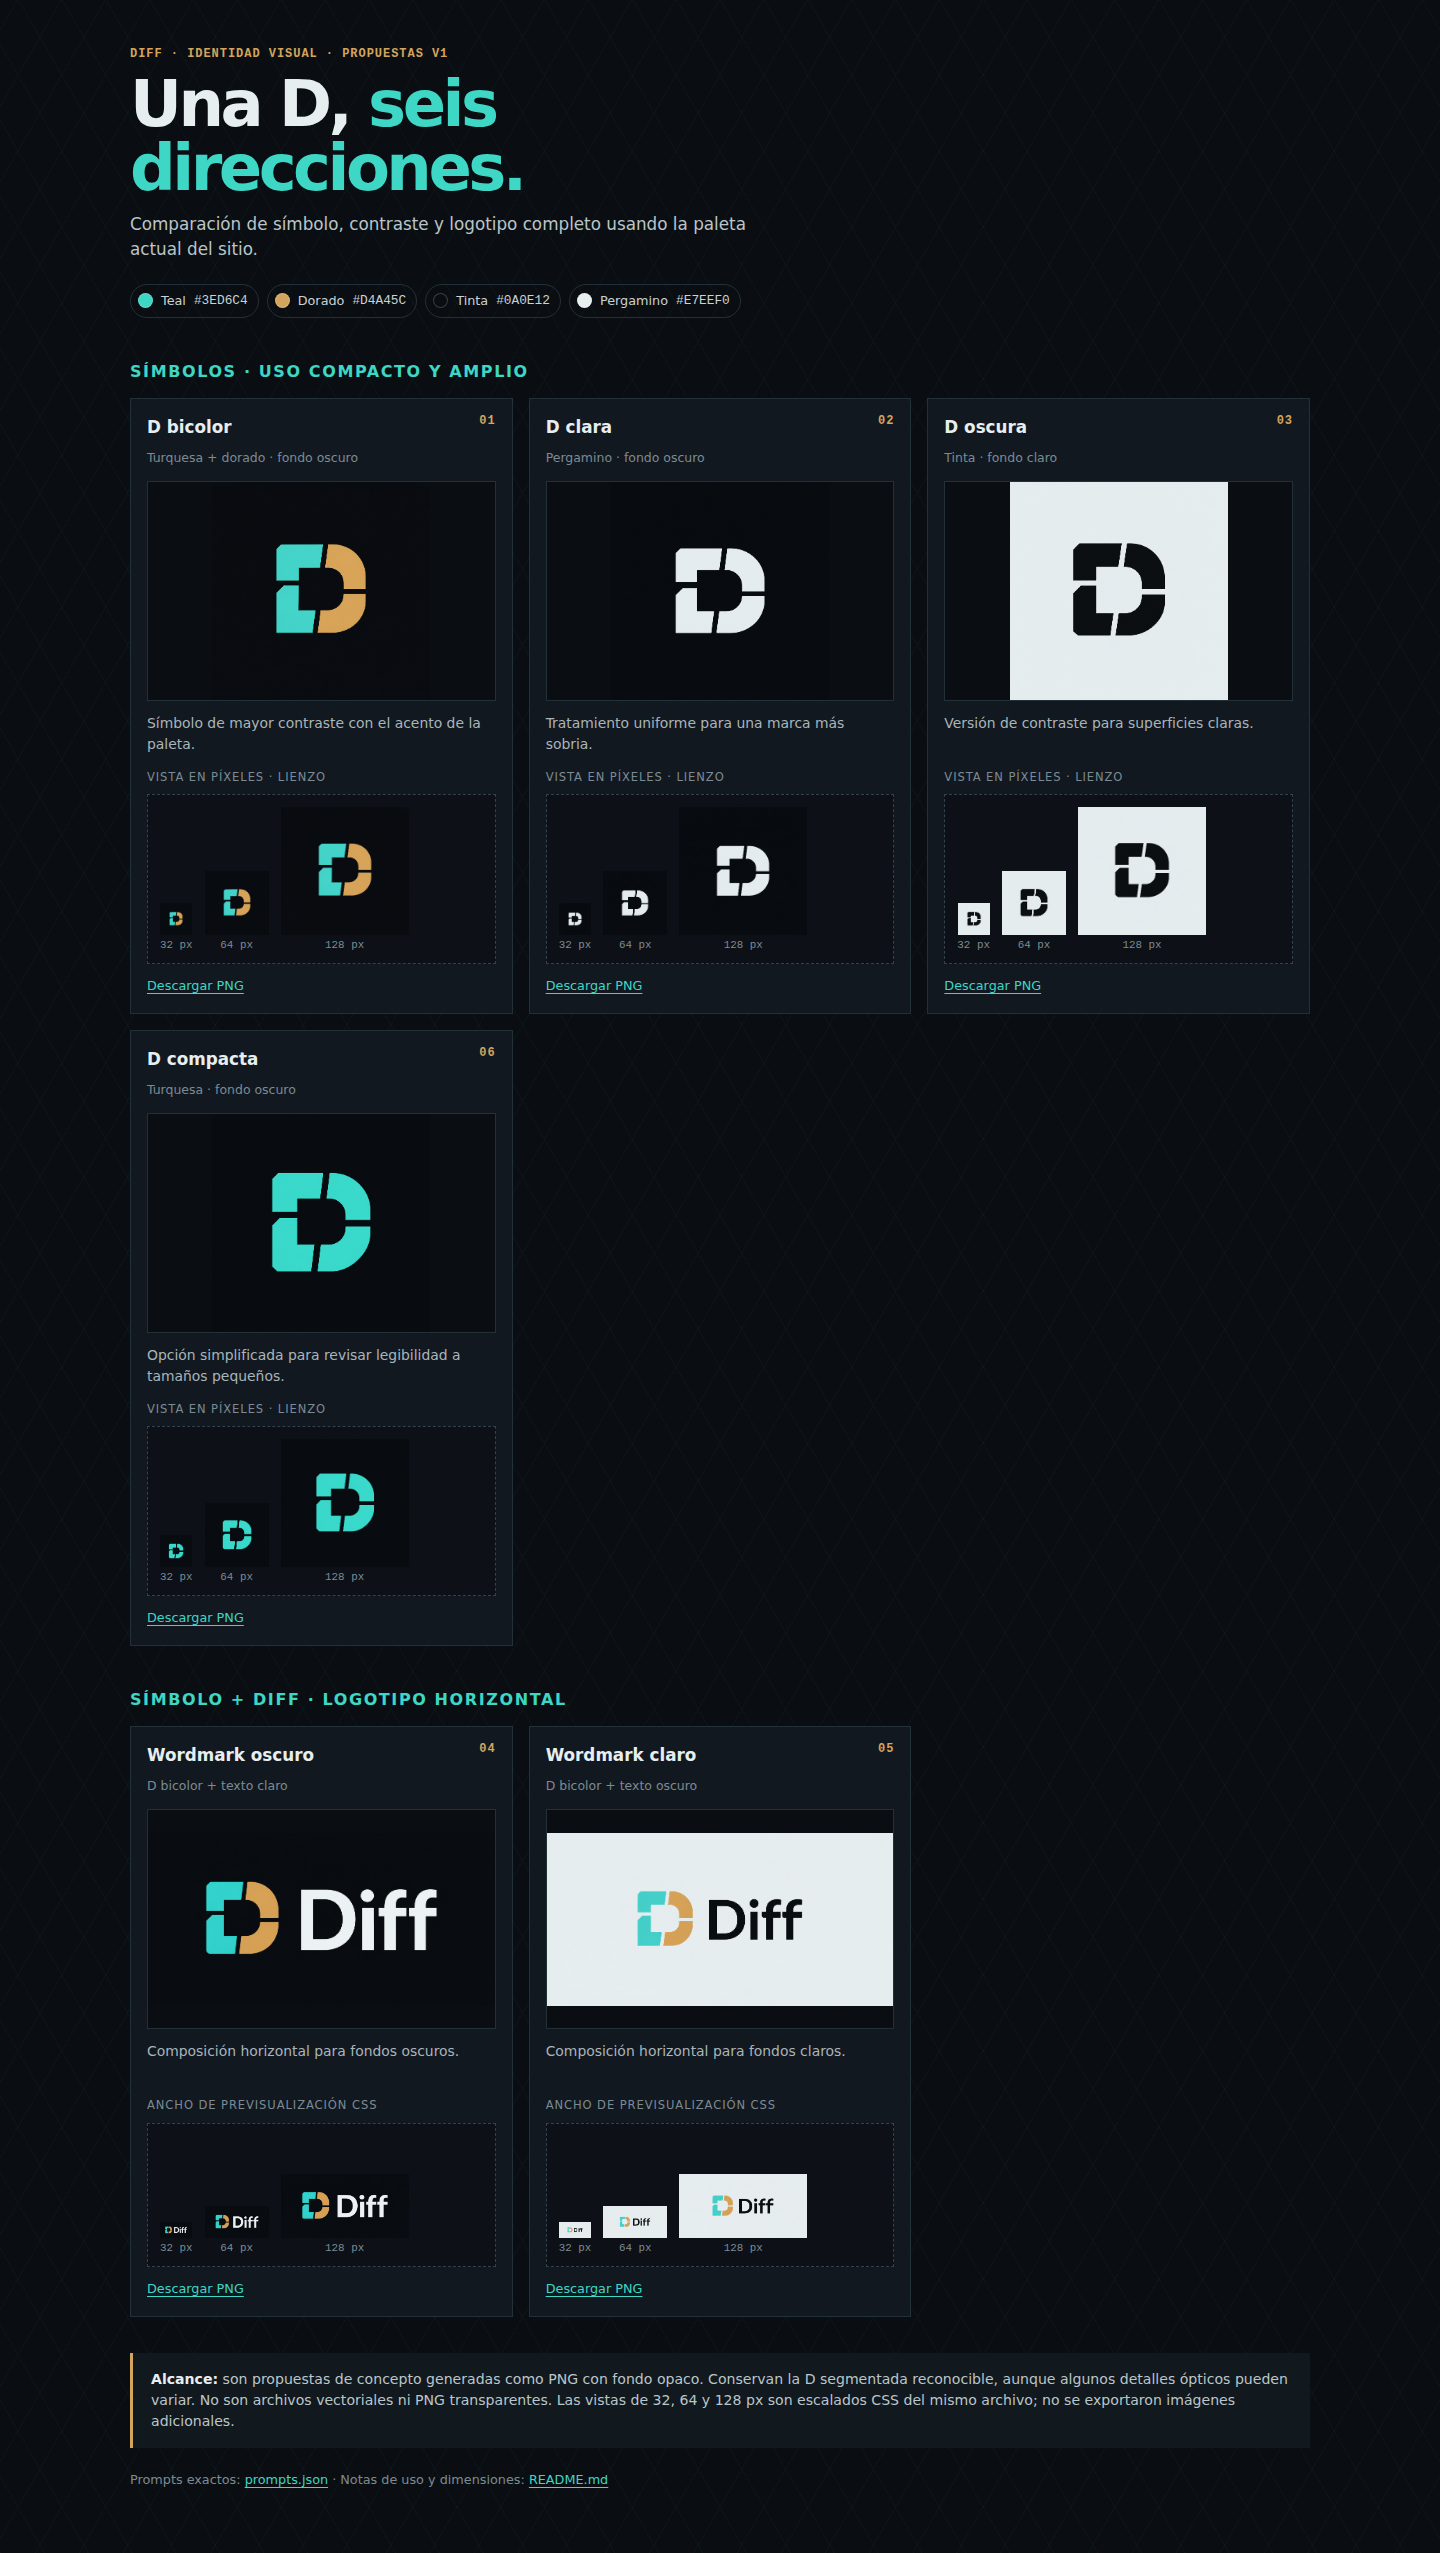 DIFF · IDENTIDAD VISUAL · PROPUESTAS V1
Una D, seis
direcciones.
Comparación de símbolo, contraste y logotipo completo usando la paleta
actual del sitio.
Teal #3ED6C4
Dorado #D4A45C
Tinta #0A0E12
Pergamino #E7EEF0
SÍMBOLOS · USO COMPACTO Y AMPLIO
D bicolor
01
Turquesa + dorado · fondo oscuro
Símbolo de mayor contraste con el acento de la
paleta.
VISTA EN PÍXELES · LIENZO
32 px
64 px
128 px
Descargar PNG
D clara
02
Pergamino · fondo oscuro
Tratamiento uniforme para una marca más
sobria.
VISTA EN PÍXELES · LIENZO
32 px
64 px
128 px
Descargar PNG
D oscura
03
Tinta · fondo claro
Versión de contraste para superficies claras.
VISTA EN PÍXELES · LIENZO
32 px
64 px
128 px
Descargar PNG
D compacta
06
Turquesa · fondo oscuro
Opción simplificada para revisar legibilidad a
tamaños pequeños.
VISTA EN PÍXELES · LIENZO
32 px
64 px
128 px
Descargar PNG
SÍMBOLO + DIFF · LOGOTIPO HORIZONTAL
Wordmark oscuro
04
D bicolor + texto claro
D Diff
Composición horizontal para fondos oscuros.
ANCHO DE PREVISUALIZACIÓN CSS
D Diff
D Diff
D Diff
32 px
64 px
128 px
Descargar PNG
Wordmark claro
05
D bicolor + texto oscuro
D Diff
Composición horizontal para fondos claros.
ANCHO DE PREVISUALIZACIÓN CSS
D Diff
D Diff
D Diff
32 px
64 px
128 px
Descargar PNG
Alcance: son propuestas de concepto generadas como PNG con fondo opaco. Conservan la D segmentada reconocible, aunque algunos detalles ópticos pueden
variar. No son archivos vectoriales ni PNG transparentes. Las vistas de 32, 64 y 128 px son escalados CSS del mismo archivo; no se exportaron imágenes
adicionales.
Prompts exactos: prompts.json · Notas de uso y dimensiones: README.md